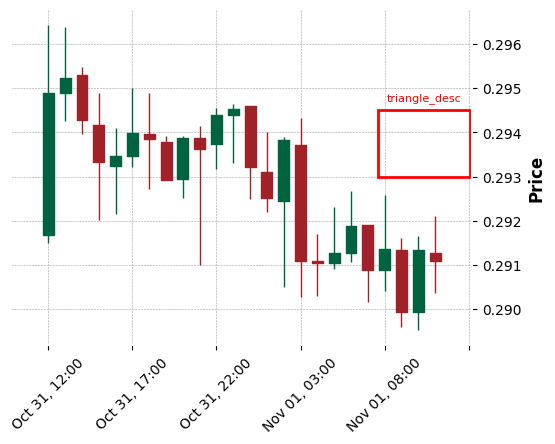 0.296
0.295
triangle_desc
0.294
0.293
0.292
0.291
0.290
Price
Oct 31, 12:00
Oct 31, 17:00
Oct 31, 22:00
Nov 01, 03:00
Nov 01, 08:00